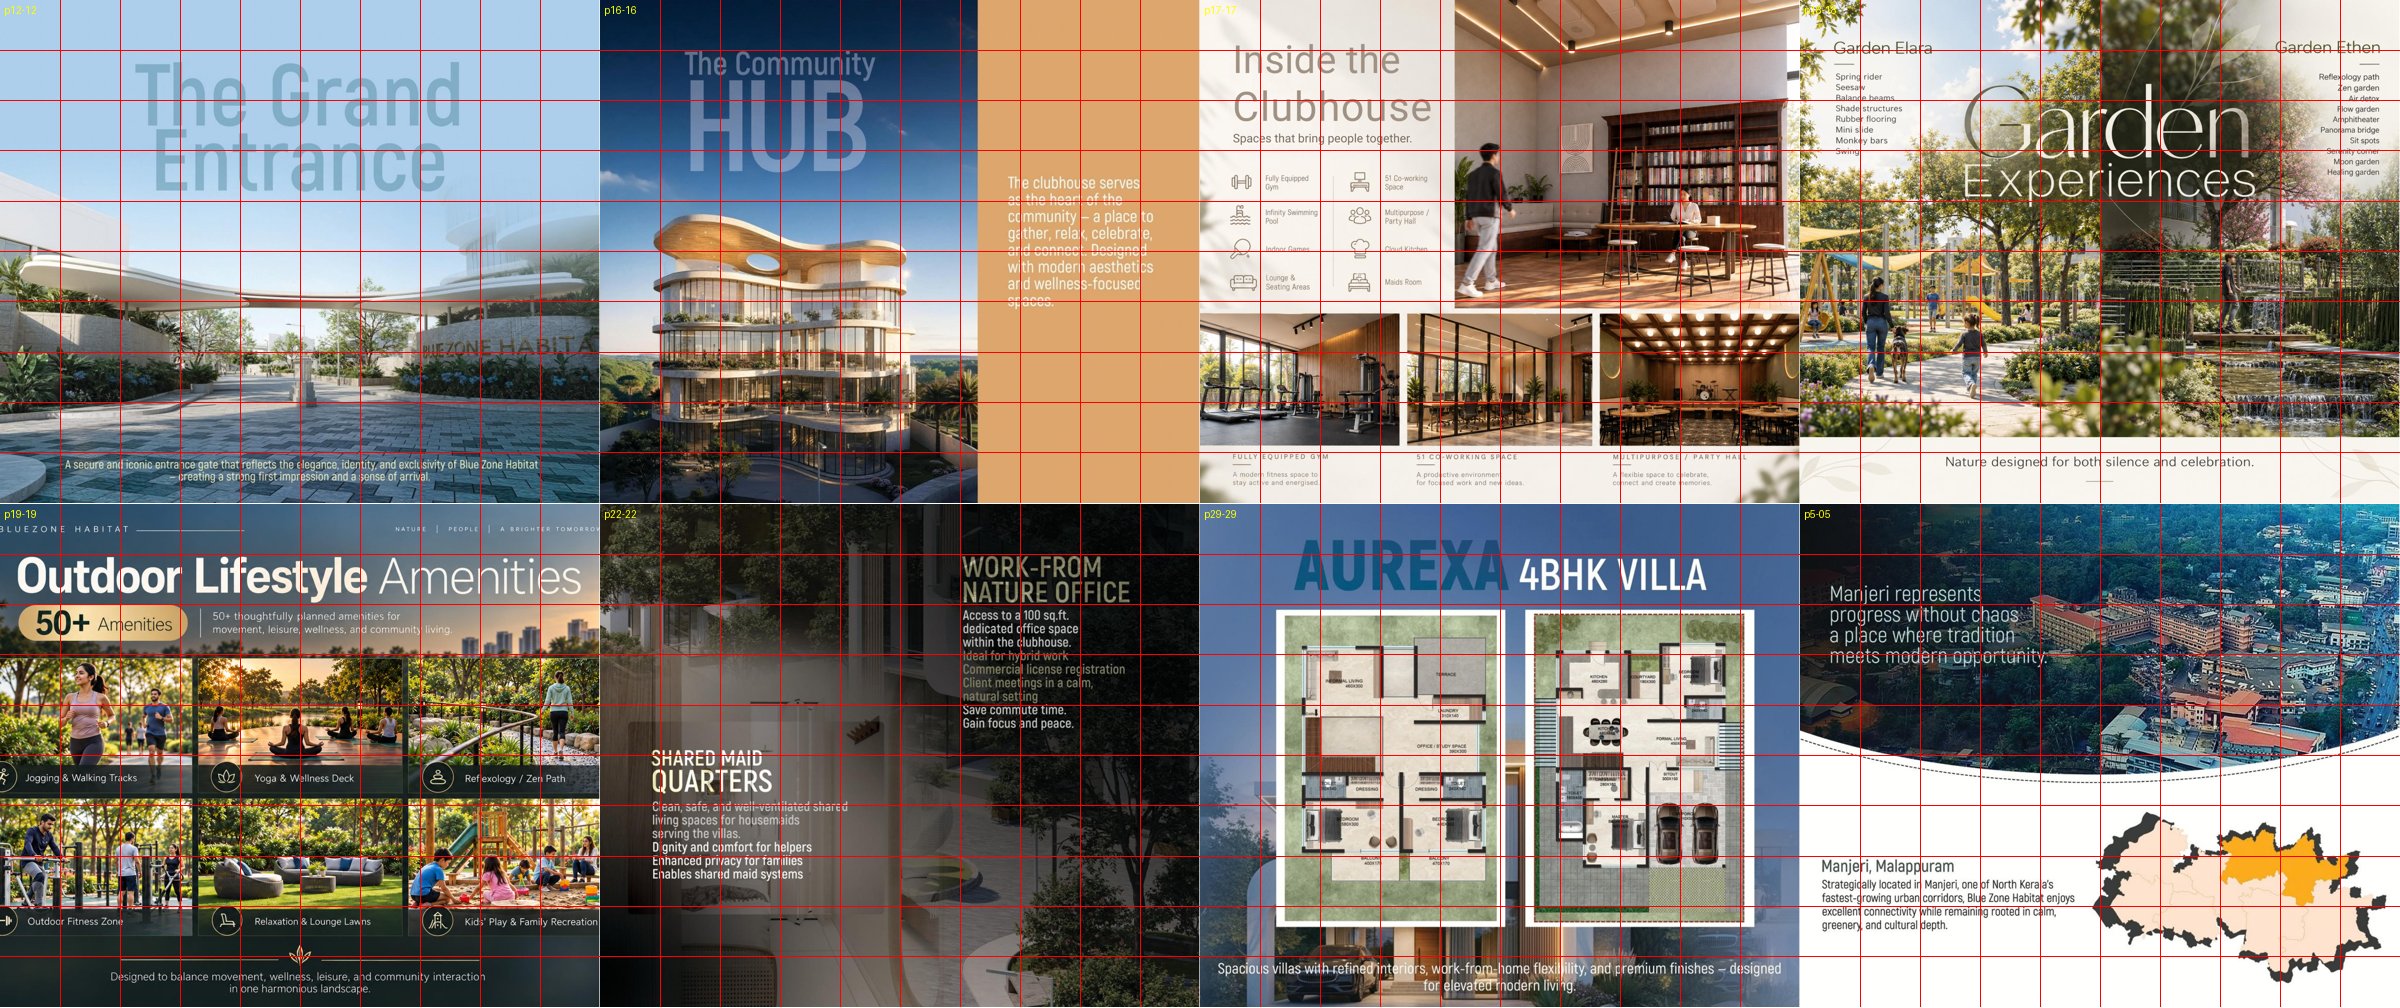 p12-12
The Grand
Entrance
BLUEZONE HABITA
A secure and iconic entrance gate that reflects the elegance, identity, and exclusivity of Blue Zone Habitat
– creating a strong first impression and a sense of arrival.
p16-16
The Community
HUB
The clubhouse serves
as the heart of the
community – a place to
gather, relax, celebrate,
and connect. Designed
with modern aesthetics
and wellness-focused
spaces.
p17-17
Inside the
Clubhouse
Spaces that bring people together.
Fully Equipped
Gym
51 Co-working
Space
Infinity Swimming
Pool
Multipurpose /
Party Hall
Indoor Games
Cloud Kitchen
Lounge &
Seating Areas
Maids Room
FULLY EQUIPPED GYM
A modern fitness space to
stay active and energised.
51 CO-WORKING SPACE
A productive environment
for focused work and new ideas.
MULTIPURPOSE / PARTY HALL
A flexible space to celebrate,
connect and create memories.
Garden Elara
Spring rider
Seesaw
Balance beams
Shade structures
Rubber flooring
Mini slide
Monkey bars
Swing
Garden
Experiences
Garden Ethen
Reflexology path
Zen garden
Air detox
Flow garden
Amphitheater
Panorama bridge
Sit spots
Serenity corner
Moon garden
Healing garden
Nature designed for both silence and celebration.
p19-19
BLUEZONE HABITAT
NATURE | PEOPLE | A BRIGHTER TOMORROW
Outdoor Lifestyle Amenities
50+ Amenities
50+ thoughtfully planned amenities for
movement, leisure, wellness, and community living.
Jogging & Walking Tracks
Yoga & Wellness Deck
Reflexology / Zen Path
Outdoor Fitness Zone
Relaxation & Lounge Lawns
Kids' Play & Family Recreation
Designed to balance movement, wellness, leisure, and community interaction
in one harmonious landscape.
p22-22
WORK-FROM
NATURE OFFICE
Access to a 100 sq.ft.
dedicated office space
within the clubhouse.
Ideal for hybrid work
Commercial license registration
Client meetings in a calm,
natural setting
Save commute time.
Gain focus and peace.
SHARED MAID
QUARTERS
Clean, safe, and well-ventilated shared
living spaces for housemaids
serving the villas.
Dignity and comfort for helpers
Enhanced privacy for families
Enables shared maid systems
p29-29
AUREXA 4BHK VILLA
INFORMAL LIVING
TERRACE
LAUNDRY
OFFICE / STUDY SPACE
DRESSING
DRESSING
BEDROOM
BALCONY
BALCONY
KITCHEN
COURTYARD
FORMAL LIVING
SITOUT
Spacious villas with refined interiors, work-from-home flexibility, and premium finishes – designed
for elevated modern living.
p5-05
Manjeri represents
progress without chaos
a place where tradition
meets modern opportunity.
Manjeri, Malappuram
Strategically located in Manjeri, one of North Kerala's
fastest-growing urban corridors, Blue Zone Habitat enjoys
excellent connectivity while remaining rooted in calm,
greenery, and cultural depth.